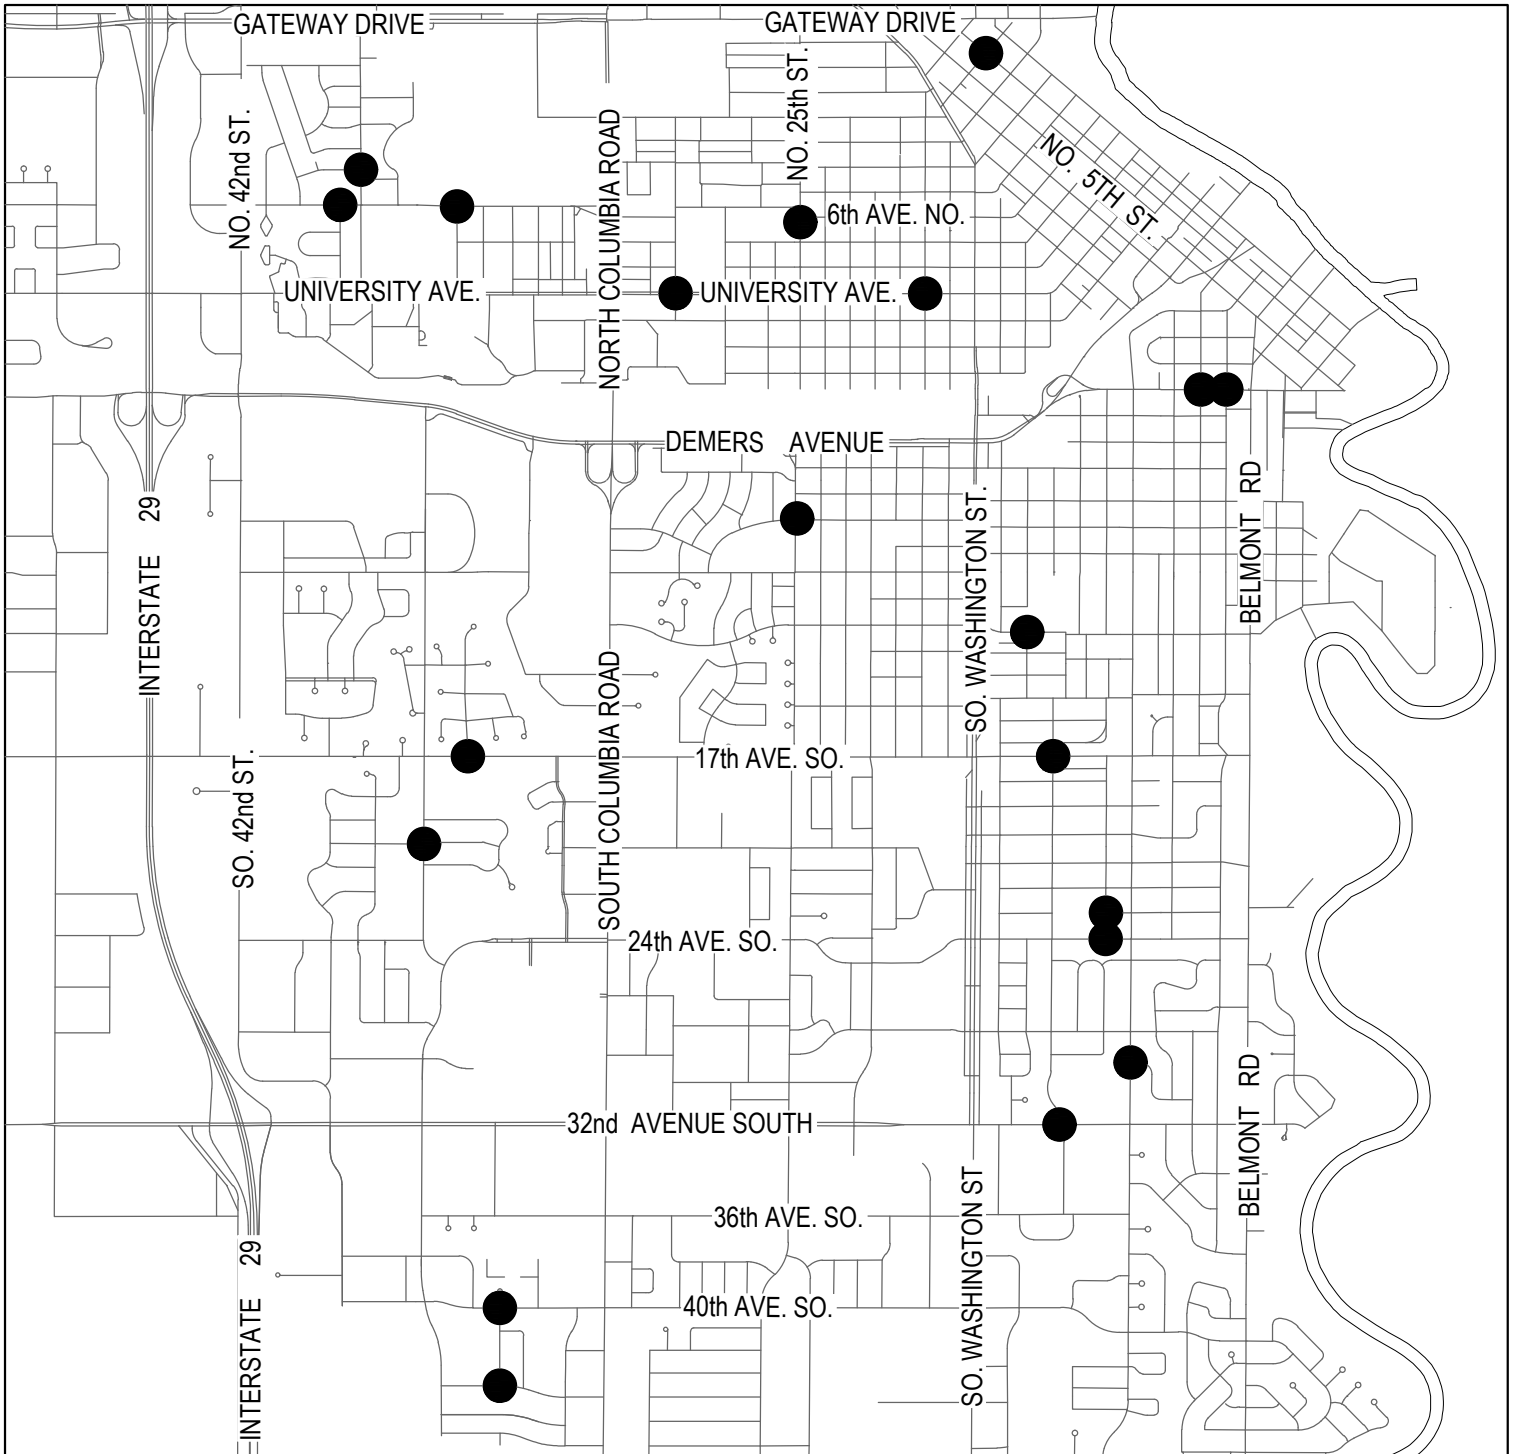 GATEWAY DRIVE
GATEWAY DRIVE
NO. 42nd ST.
NORTH COLUMBIA ROAD
NO. 25th ST.
NO. 5TH ST.
6th AVE. NO.
UNIVERSITY AVE.
UNIVERSITY AVE.
DEMERS AVENUE
INTERSTATE 29
SO. WASHINGTON ST.
BELMONT RD
SOUTH COLUMBIA ROAD
SO. 42nd ST.
17th AVE. SO.
24th AVE. SO.
32nd AVENUE SOUTH
BELMONT RD
36th AVE. SO.
SO. WASHINGTON ST
INTERSTATE 29
40th AVE. SO.